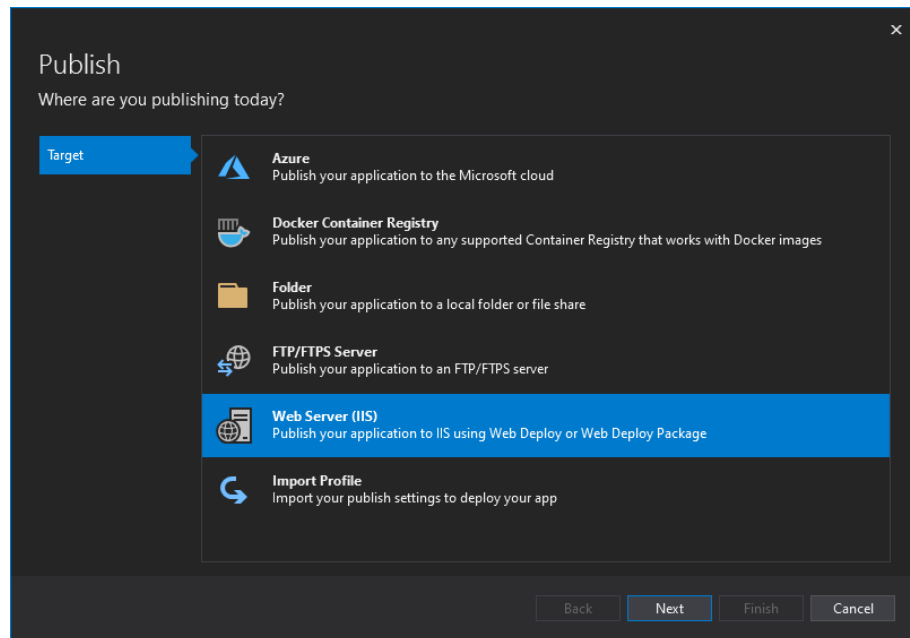 Publish
Where are you publishing today?
Target
Azure
Publish your application to the Microsoft cloud
Docker Container Registry
Publish your application to any supported Container Registry that works with Docker images
Folder
Publish your application to a local folder or file share
FTP/FTPS Server
Publish your application to an FTP/FTPS server
Web Server (IIS)
Publish your application to IIS using Web Deploy or Web Deploy Package
Import Profile
Import your publish settings to deploy your app
Back Next Finish Cancel